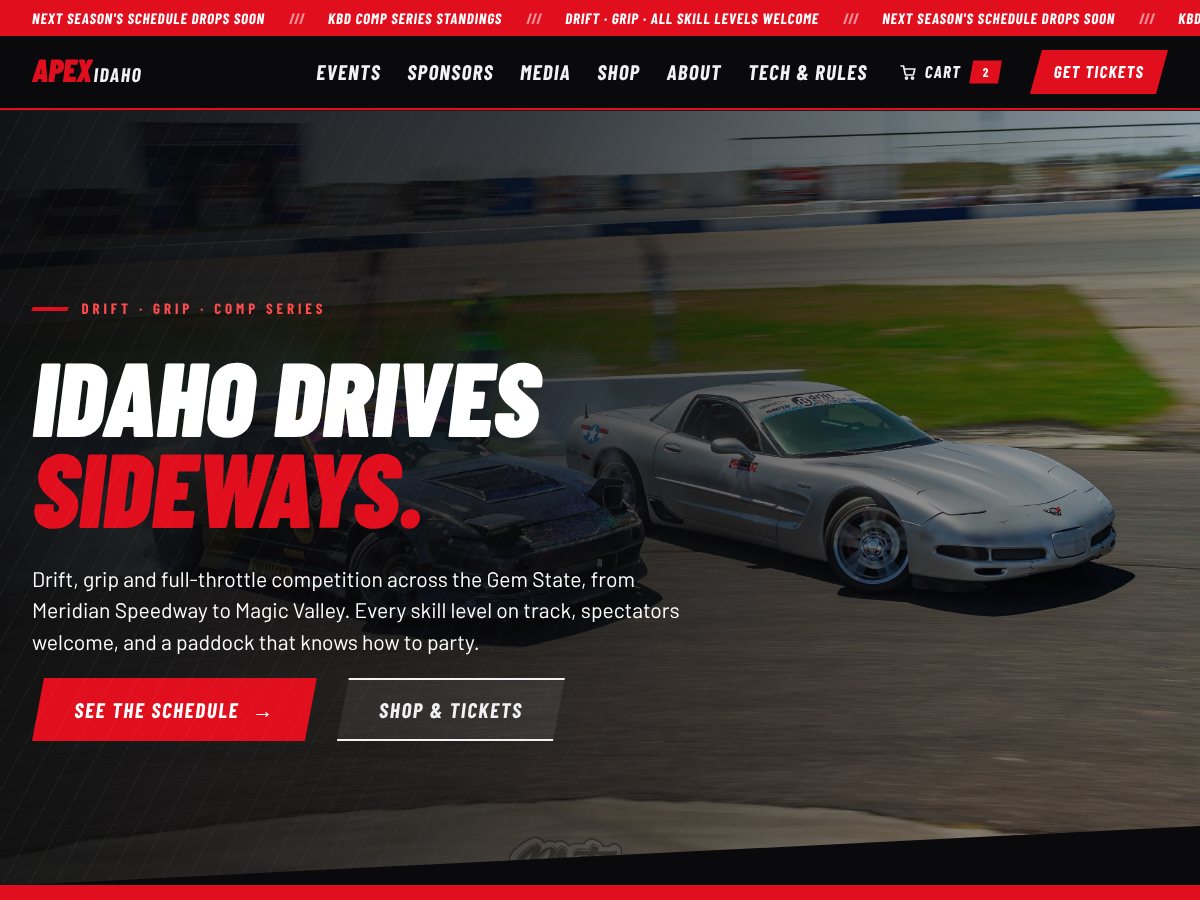 NEXT SEASON'S SCHEDULE DROPS SOON /// KBD COMP SERIES STANDINGS /// DRIFT · GRIP · ALL SKILL LEVELS WELCOME /// NEXT SEASON'S SCHEDULE DROPS SOON /// KBD
APEX IDAHO
EVENTS SPONSORS MEDIA SHOP ABOUT TECH & RULES CART 2 GET TICKETS
DRIFT · GRIP · COMP SERIES
IDAHO DRIVES
SIDEWAYS.
Drift, grip and full-throttle competition across the Gem State, from
Meridian Speedway to Magic Valley. Every skill level on track, spectators
welcome, and a paddock that knows how to party.
SEE THE SCHEDULE →
SHOP & TICKETS